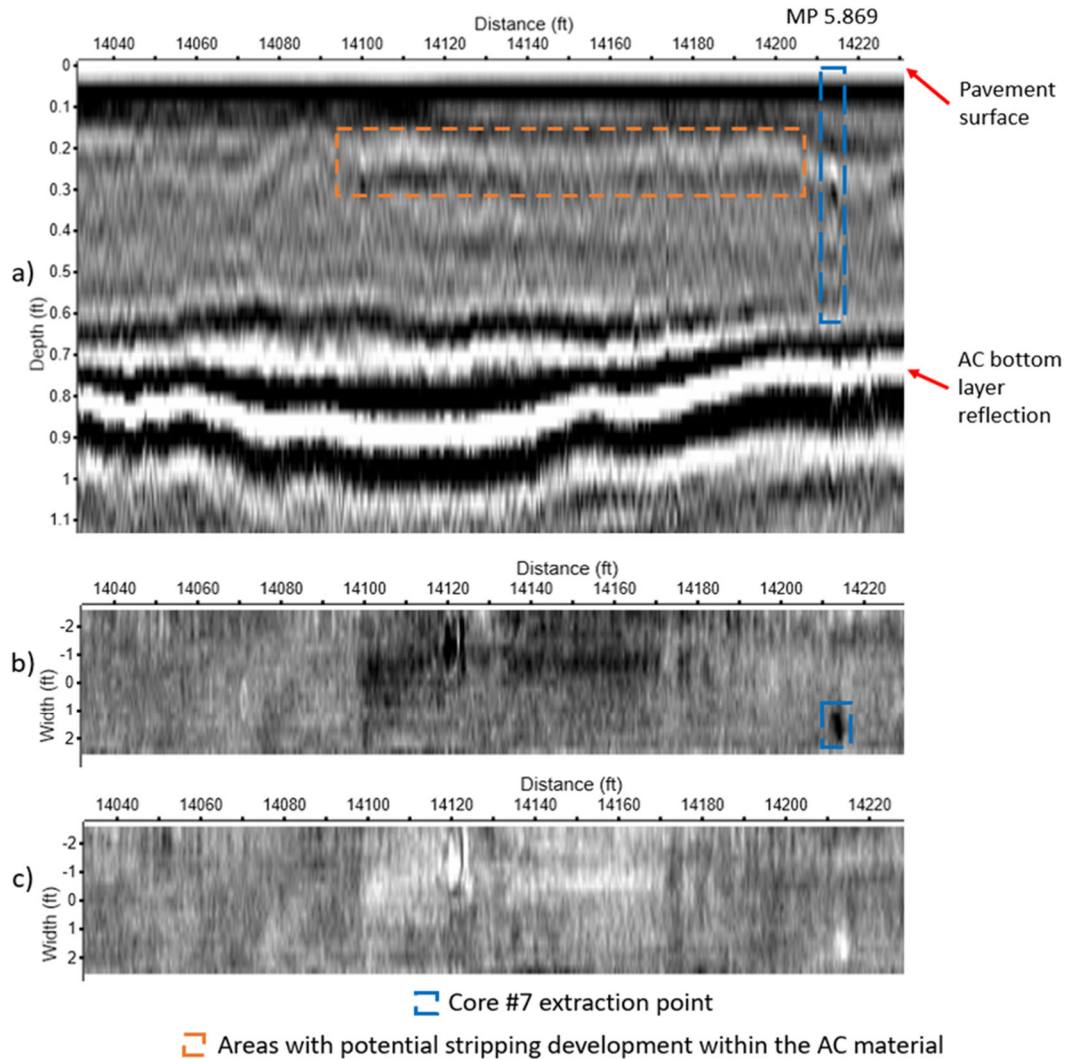 MP 5.869
Distance (ft)
14040 14060 14080 14100 14120 14140 14160 14180 14200 14220
0
0.1
0.2
0.3
0.4
0.5
0.6
0.7
0.8
0.9
1
1.1
Depth (ft)
a)
Pavement
surface
AC bottom
layer
reflection
Distance (ft)
14040 14060 14080 14100 14120 14140 14160 14180 14200 14220
b)
Width (ft)
-2
-1
0
1
2
Distance (ft)
14040 14060 14080 14100 14120 14140 14160 14180 14200 14220
c)
Width (ft)
-2
-1
0
1
2
Core #7 extraction point
Areas with potential stripping development within the AC material